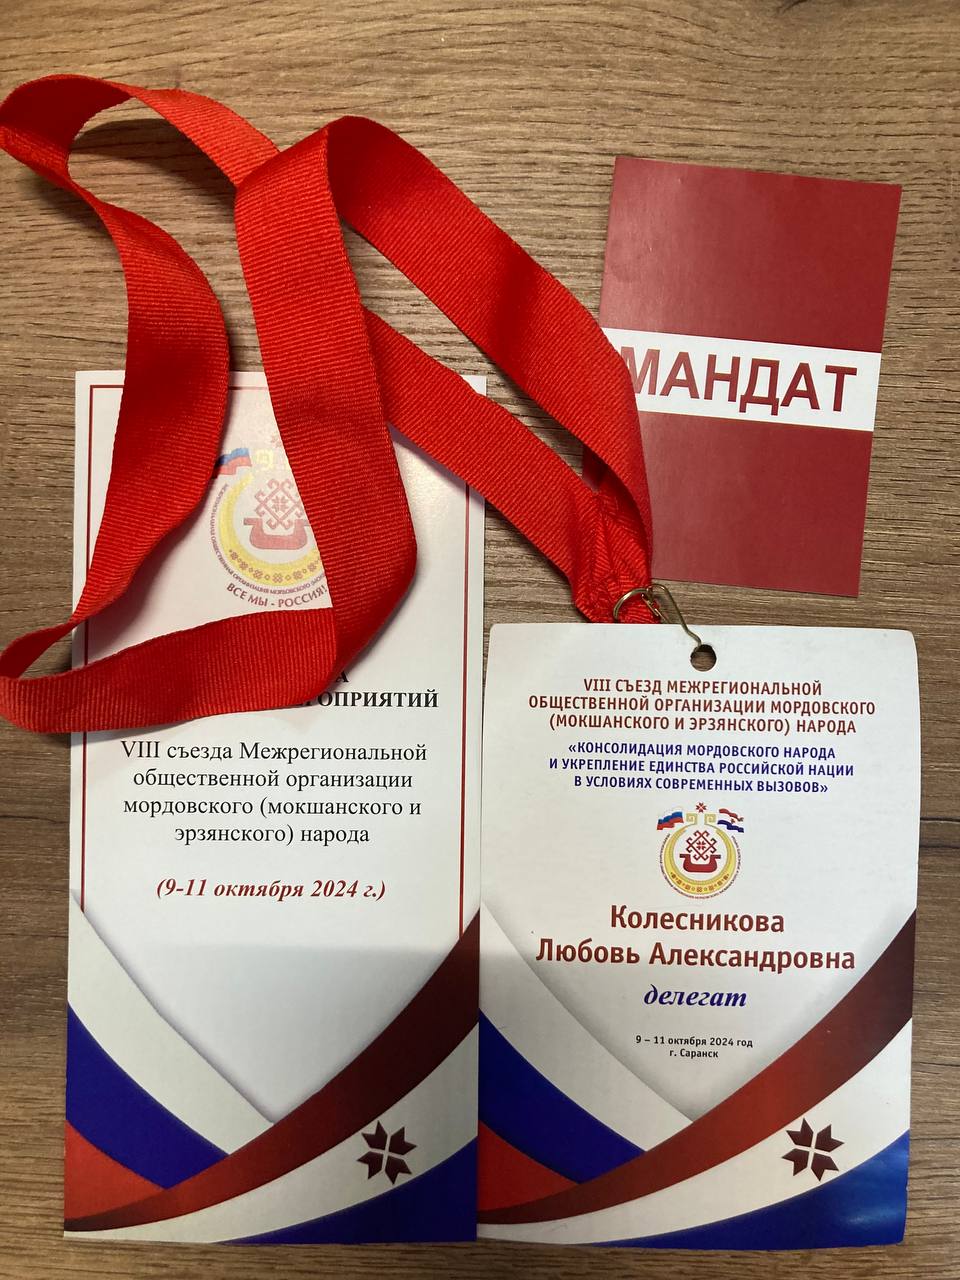 МАНДАТ
ВСЕ МЫ - РОССИЯ!
VIII съезда Межрегиональной
общественной организации
мордовского (мокшанского и
эрзянского) народа
(9-11 октября 2024 г.)
VIII СЪЕЗД МЕЖРЕГИОНАЛЬНОЙ
ОБЩЕСТВЕННОЙ ОРГАНИЗАЦИИ МОРДОВСКОГО
(МОКШАНСКОГО И ЭРЗЯНСКОГО) НАРОДА
«КОНСОЛИДАЦИЯ МОРДОВСКОГО НАРОДА
И УКРЕПЛЕНИЕ ЕДИНСТВА РОССИЙСКОЙ НАЦИИ
В УСЛОВИЯХ СОВРЕМЕННЫХ ВЫЗОВОВ»
Колесникова
Любовь Александровна
делегат
9 – 11 октября 2024 год
г. Саранск